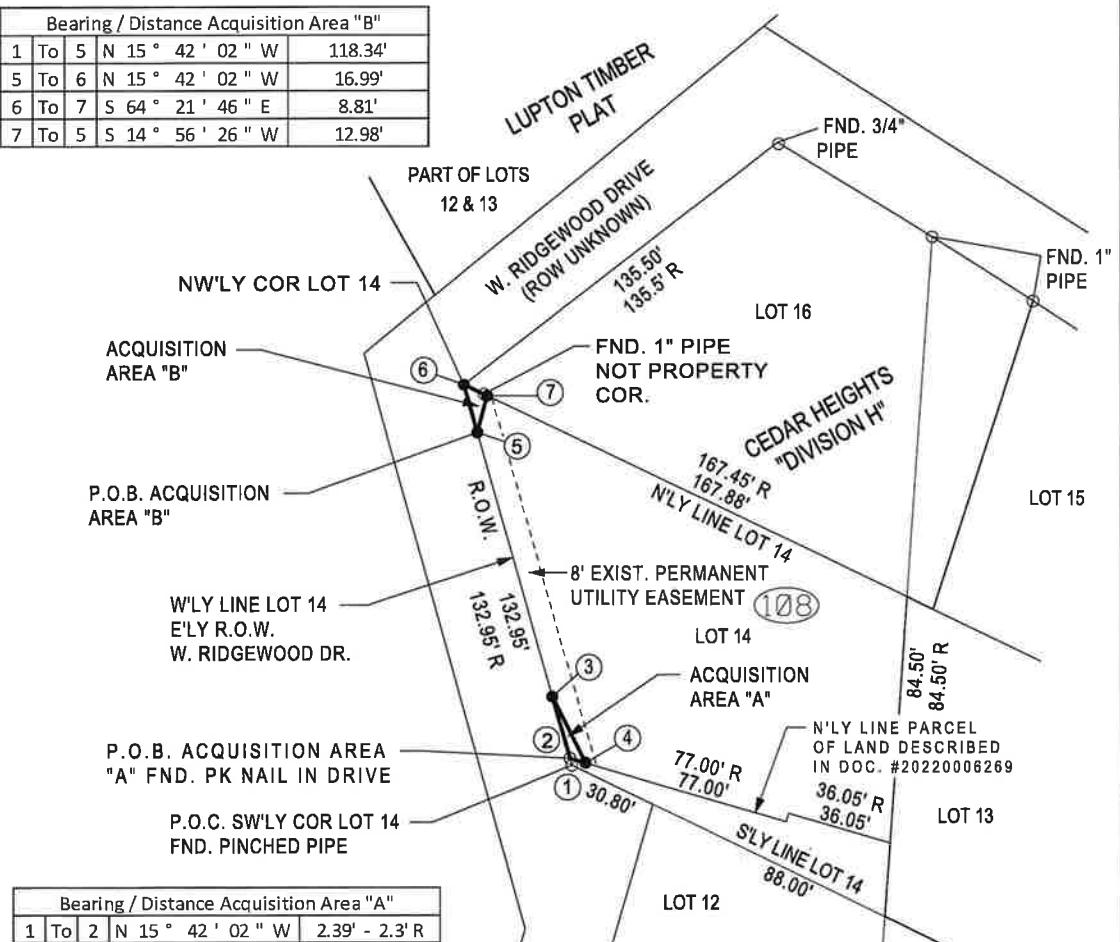 Bearing / Distance Acquisition Area "B"
1 To 5 N 15 ° 42 ' 02 " W 118.34'
5 To 6 N 15 ° 42 ' 02 " W 16.99'
6 To 7 S 64 ° 21 ' 46 " E 8.81'
7 To 5 S 14 ° 56 ' 26 " W 12.98'
LUPTON TIMBER
PLAT
FND. 3/4"
PIPE
PART OF LOTS
12 & 13
W. RIDGEWOOD DRIVE
(ROW UNKNOWN)
135.50'
135.5' R
FND. 1"
PIPE
NW'LY COR LOT 14
LOT 16
ACQUISITION
AREA "B"
6
7
FND. 1" PIPE
NOT PROPERTY
COR.
CEDAR HEIGHTS
"DIVISION H"
5
P.O.B. ACQUISITION
AREA "B"
R.O.W.
167.45' R
167.88'
N'LY LINE LOT 14
LOT 15
8' EXIST. PERMANENT
UTILITY EASEMENT
108
W'LY LINE LOT 14
E'LY R.O.W.
W. RIDGEWOOD DR.
132.95'
132.95' R
LOT 14
84.50'
84.50' R
3
ACQUISITION
AREA "A"
2
4
P.O.B. ACQUISITION AREA
"A" FND. PK NAIL IN DRIVE
N'LY LINE PARCEL
OF LAND DESCRIBED
IN DOC. #20220006269
77.00' R
77.00'
1
30.80'
36.05' R
36.05'
LOT 13
P.O.C. SW'LY COR LOT 14
FND. PINCHED PIPE
S'LY LINE LOT 14
88.00'
LOT 12
Bearing / Distance Acquisition Area "A"
1 To 2 N 15 ° 42 ' 02 " W 2.39' - 2.3' R